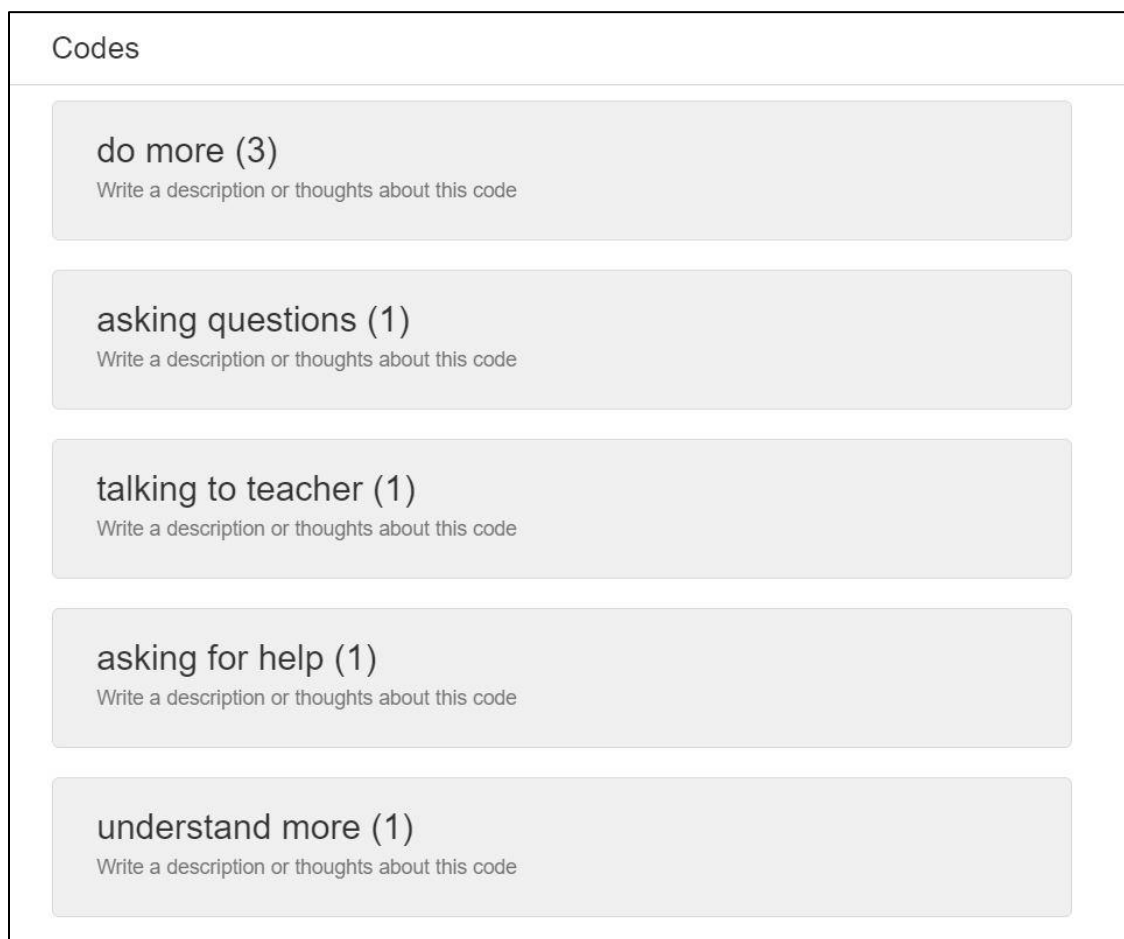 Codes
do more (3)
Write a description or thoughts about this code
asking questions (1)
Write a description or thoughts about this code
talking to teacher (1)
Write a description or thoughts about this code
asking for help (1)
Write a description or thoughts about this code
understand more (1)
Write a description or thoughts about this code